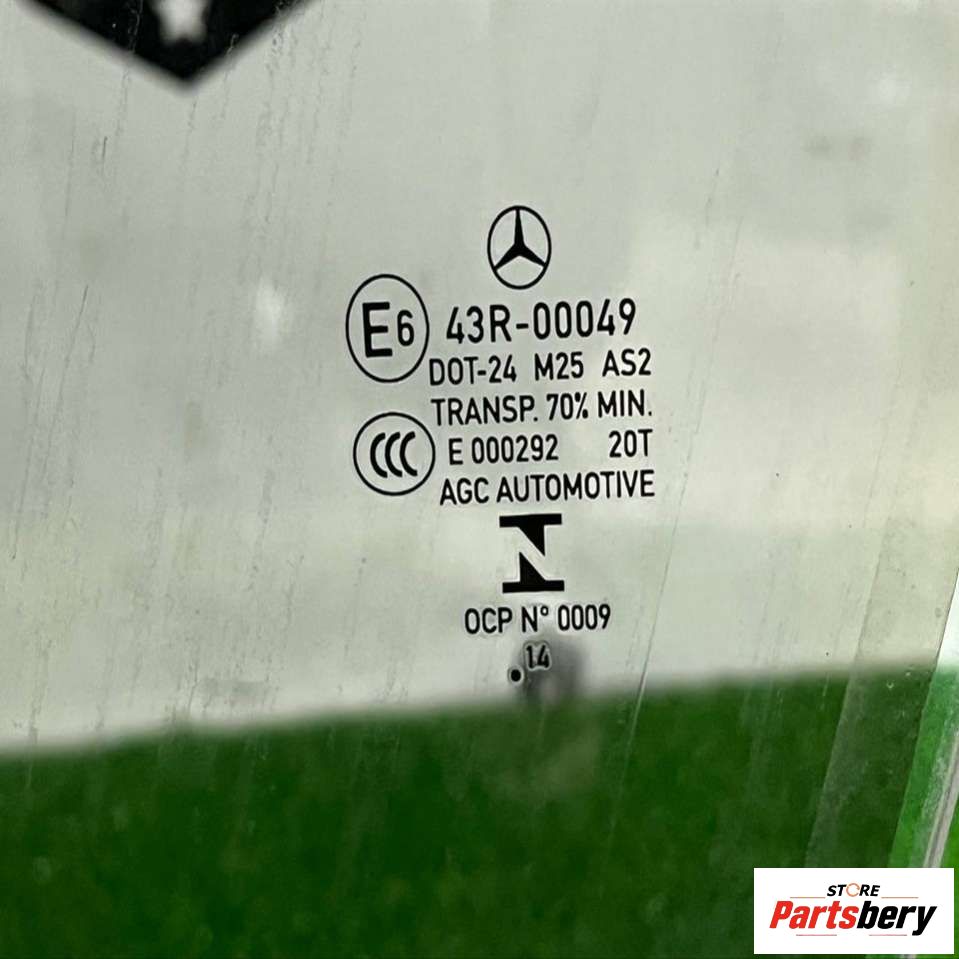 E6 43R-00049
DOT-24 M25 AS2
TRANSP. 70% MIN.
CCC E 000292 20T
AGC AUTOMOTIVE
OCP N° 0009
.14
STORE
Partsbery